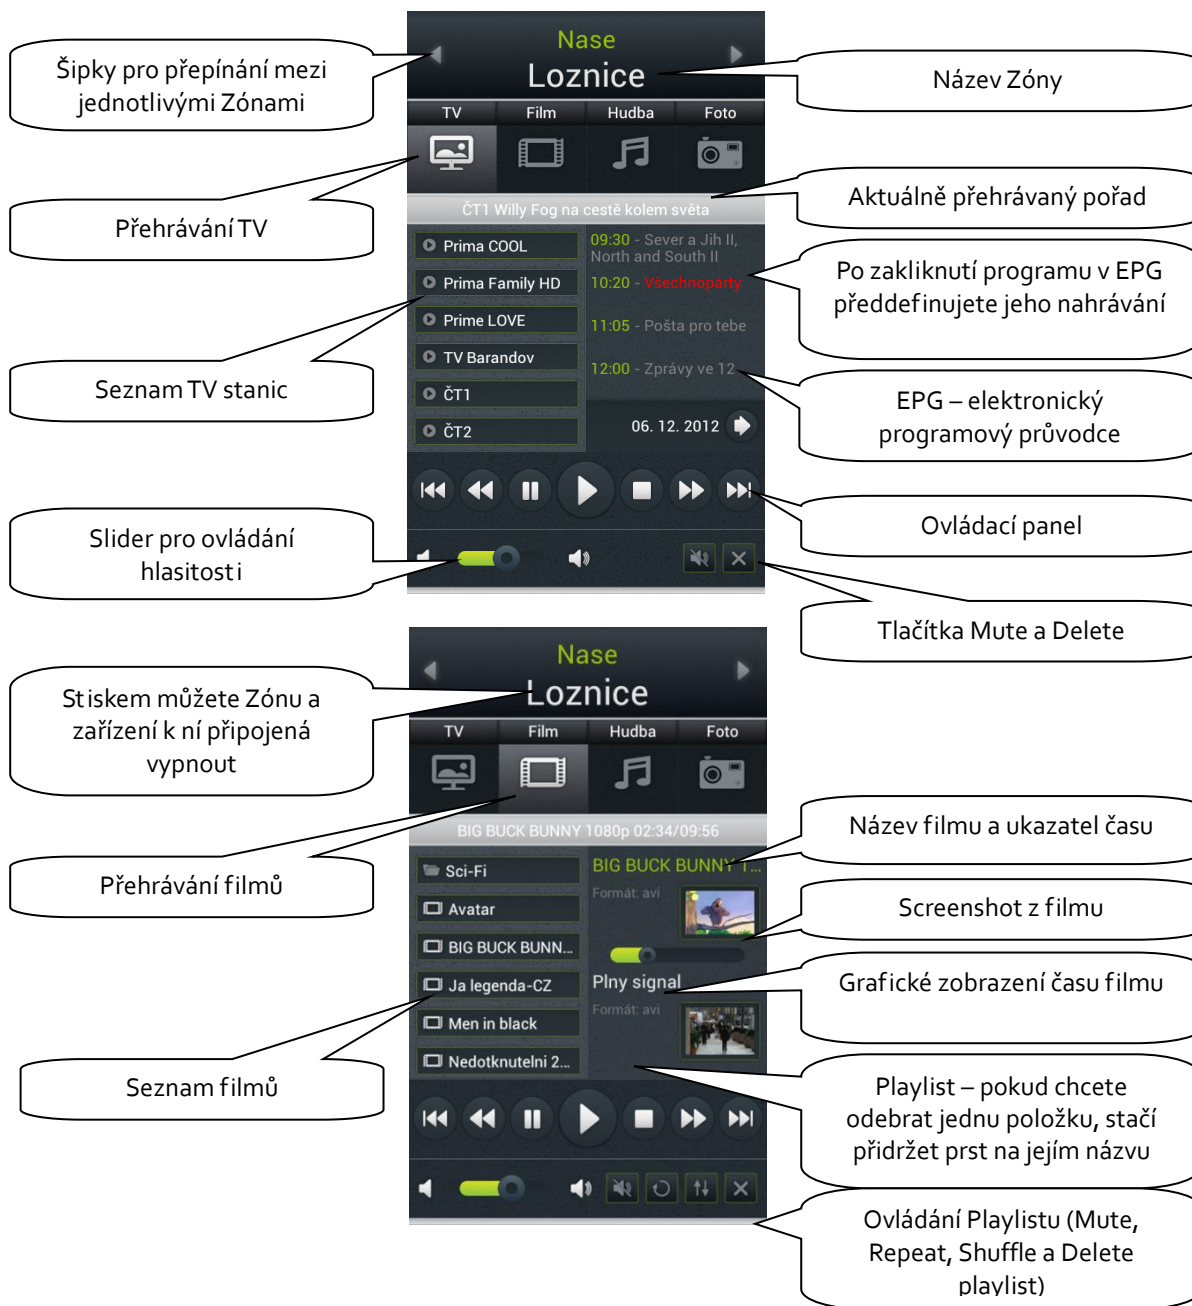 Nase
Loznice
Šipky pro přepínání mezi
jednotlivými Zónami
Název Zóny
TV Film Hudba Foto
Přehrávání TV
Aktuálně přehrávaný pořad
ČT1 Willy Fog na cestě kolem světa
Prima COOL
Prima Family HD
Prime LOVE
TV Barandov
ČT1
ČT2
09:30 - Sever a Jih II,
North and South II
10:20 - Všechnopárty
11:05 - Pošta pro tebe
12:00 - Zprávy ve 12
06. 12. 2012
Po zakliknutí programu v EPG
předdefinujete jeho nahrávání
Seznam TV stanic
EPG – elektronický
programový průvodce
Ovládací panel
Slider pro ovládání
hlasitosti
Tlačítka Mute a Delete
Nase
Loznice
Stiskem můžete Zónu a
zařízení k ní připojená
vypnout
TV Film Hudba Foto
BIG BUCK BUNNY 1080p 02:34/09:56
Název filmu a ukazatel času
Přehrávání filmů
Sci-Fi
Avatar
BIG BUCK BUNN...
Ja legenda-CZ
Men in black
Nedotknutelni 2...
BIG BUCK BUNNY 1...
Formát: avi
Plny signal
Formát: avi
Screenshot z filmu
Grafické zobrazení času filmu
Seznam filmů
Playlist – pokud chcete
odebrat jednu položku, stačí
přidržet prst na jejím názvu
Ovládání Playlistu (Mute,
Repeat, Shuffle a Delete
playlist)